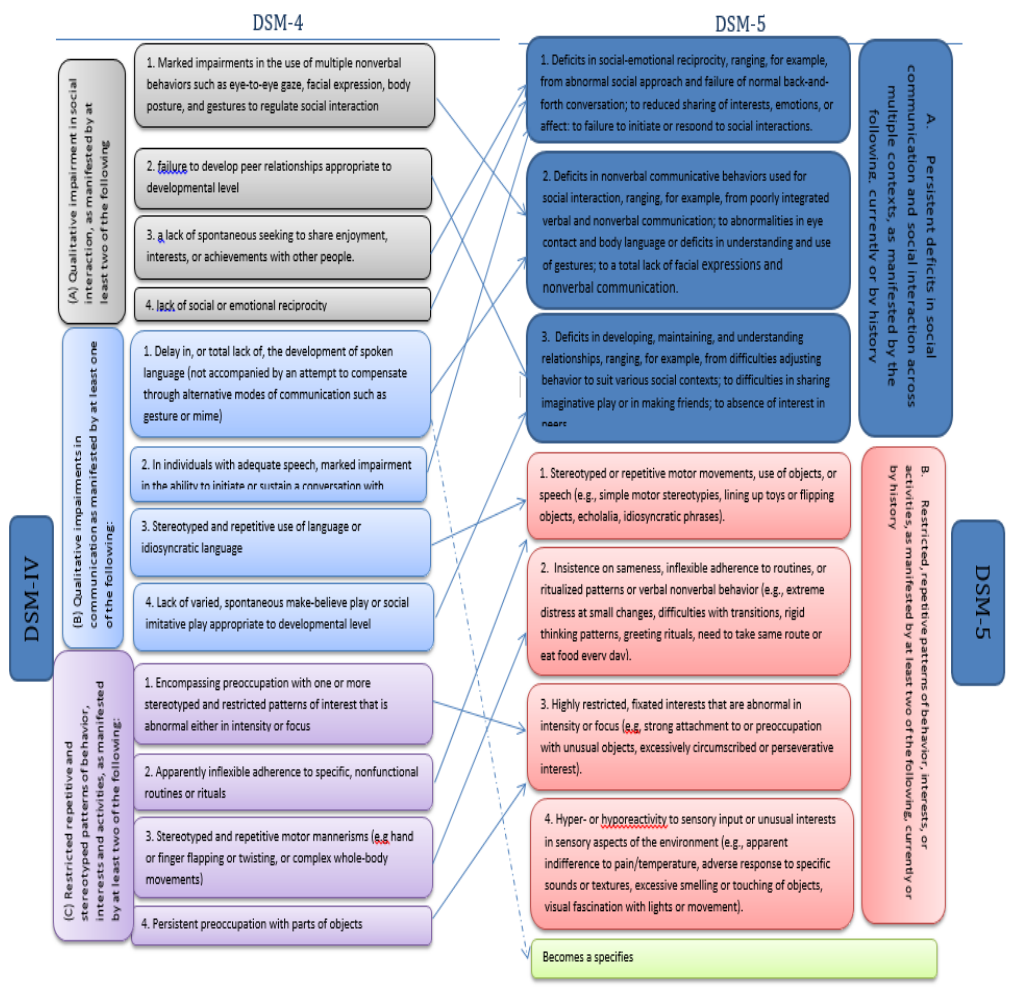 DSM-4
DSM-5
DSM-IV
(A) Qualitative impairment in social
interaction, as manifested by at
least two of the following
1. Marked impairments in the use of multiple nonverbal
behaviors such as eye-to-eye gaze, facial expression, body
posture, and gestures to regulate social interaction
2. failure to develop peer relationships appropriate to
developmental level
3. a lack of spontaneous seeking to share enjoyment,
interests, or achievements with other people.
4. lack of social or emotional reciprocity
(B) Qualitative impairments in
communication as manifested by at least one
of the following:
1. Delay in, or total lack of, the development of spoken
language (not accompanied by an attempt to compensate
through alternative modes of communication such as
gesture or mime)
2. In individuals with adequate speech, marked impairment
in the ability to initiate or sustain a conversation with
3. Stereotyped and repetitive use of language or
idiosyncratic language
4. Lack of varied, spontaneous make-believe play or social
imitative play appropriate to developmental level
(C) Restricted repetitive and
stereotyped patterns of behavior,
interests and activities, as manifested
by at least two of the following:
1. Encompassing preoccupation with one or more
stereotyped and restricted patterns of interest that is
abnormal either in intensity or focus
2. Apparently inflexible adherence to specific, nonfunctional
routines or rituals
3. Stereotyped and repetitive motor mannerisms (e.g hand
or finger flapping or twisting, or complex whole-body
movements)
4. Persistent preoccupation with parts of objects
1. Deficits in social-emotional reciprocity, ranging, for example,
from abnormal social approach and failure of normal back-and-
forth conversation; to reduced sharing of interests, emotions, or
affect: to failure to initiate or respond to social interactions.
2. Deficits in nonverbal communicative behaviors used for
social interaction, ranging, for example, from poorly integrated
verbal and nonverbal communication; to abnormalities in eye
contact and body language or deficits in understanding and use
of gestures; to a total lack of facial expressions and
nonverbal communication.
3. Deficits in developing, maintaining, and understanding
relationships, ranging, for example, from difficulties adjusting
behavior to suit various social contexts; to difficulties in sharing
imaginative play or in making friends; to absence of interest in
peers
A. Persistent deficits in social
communication and social interaction across
multiple contexts, as manifested by the
following, currently or by history
1. Stereotyped or repetitive motor movements, use of objects, or
speech (e.g., simple motor stereotypies, lining up toys or flipping
objects, echolalia, idiosyncratic phrases).
2. Insistence on sameness, inflexible adherence to routines, or
ritualized patterns or verbal nonverbal behavior (e.g., extreme
distress at small changes, difficulties with transitions, rigid
thinking patterns, greeting rituals, need to take same route or
eat food every day).
3. Highly restricted, fixated interests that are abnormal in
intensity or focus (e.g, strong attachment to or preoccupation
with unusual objects, excessively circumscribed or perseverative
interest).
4. Hyper- or hyporeactivity to sensory input or unusual interests
in sensory aspects of the environment (e.g., apparent
indifference to pain/temperature, adverse response to specific
sounds or textures, excessive smelling or touching of objects,
visual fascination with lights or movement).
B. Restricted, repetitive patterns of behavior, interests, or
activities, as manifested by at least two of the following, currently or
by history
Becomes a specifies
DSM-5